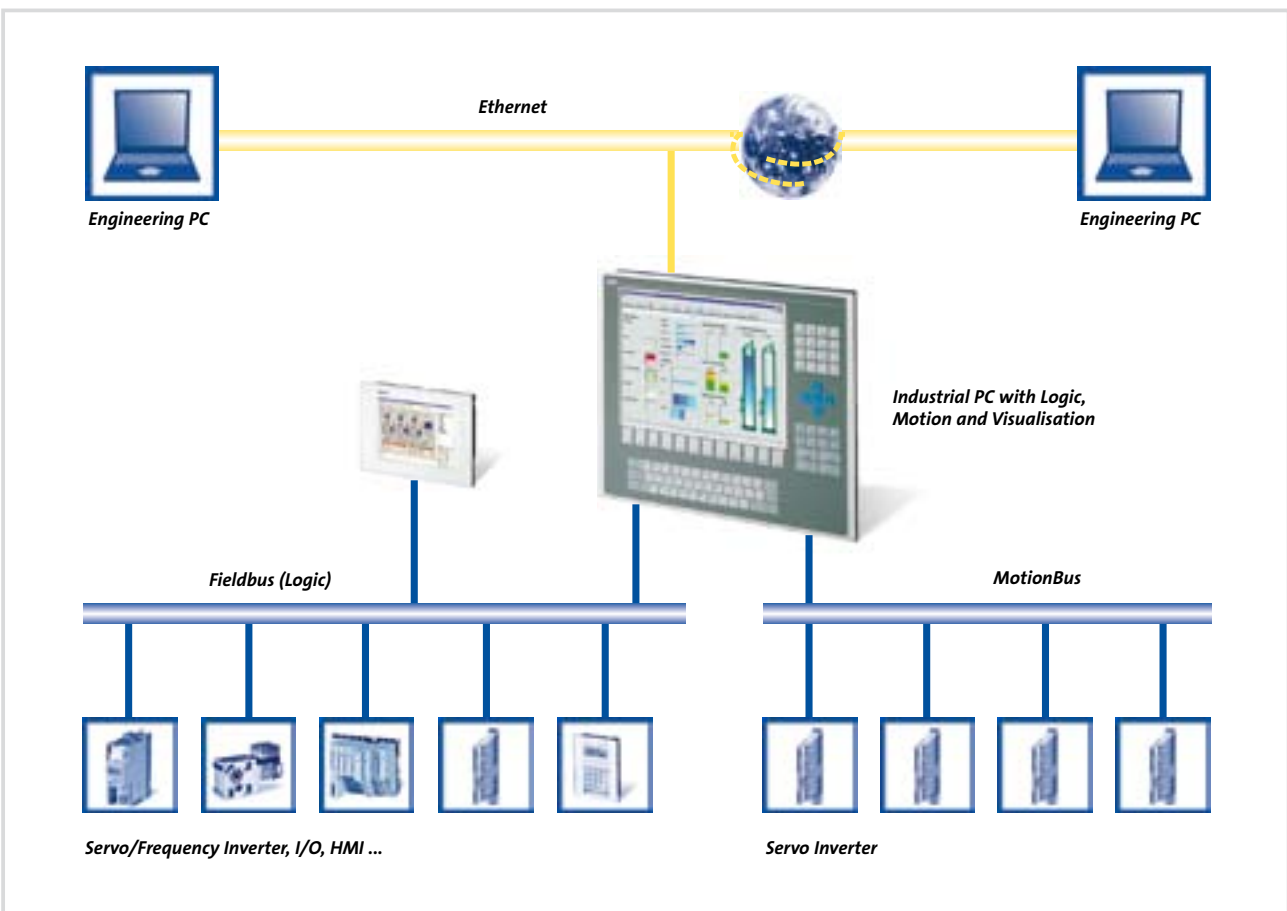 Ethernet
Engineering PC
Engineering PC
Industrial PC with Logic,
Motion and Visualisation
Fieldbus (Logic)
MotionBus
Servo/Frequency Inverter, I/O, HMI ...
Servo Inverter